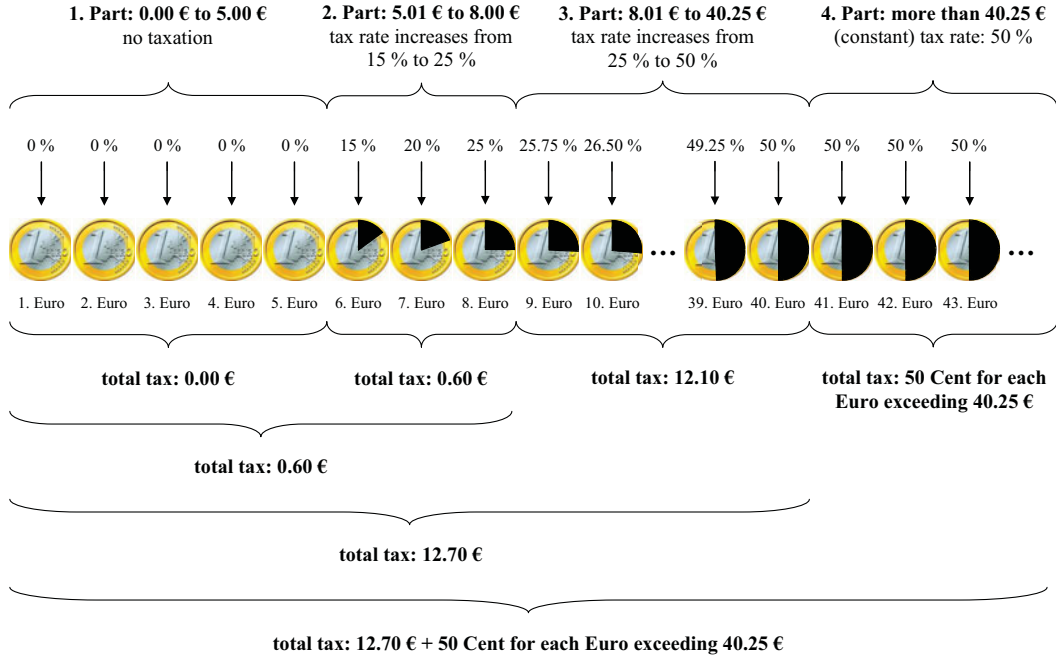 1. Part: 0.00 € to 5.00 €
no taxation
2. Part: 5.01 € to 8.00 €
tax rate increases from
15 % to 25 %
3. Part: 8.01 € to 40.25 €
tax rate increases from
25 % to 50 %
4. Part: more than 40.25 €
(constant) tax rate: 50 %
0 % 0 % 0 % 0 % 0 % 15 % 20 % 25 % 25.75 % 26.50 % 49.25 % 50 % 50 % 50 % 50 %
... ...
1. Euro 2. Euro 3. Euro 4. Euro 5. Euro 6. Euro 7. Euro 8. Euro 9. Euro 10. Euro 39. Euro 40. Euro 41. Euro 42. Euro 43. Euro
total tax: 0.00 €
total tax: 0.60 €
total tax: 12.10 €
total tax: 50 Cent for each
Euro exceeding 40.25 €
total tax: 0.60 €
total tax: 12.70 €
total tax: 12.70 € + 50 Cent for each Euro exceeding 40.25 €